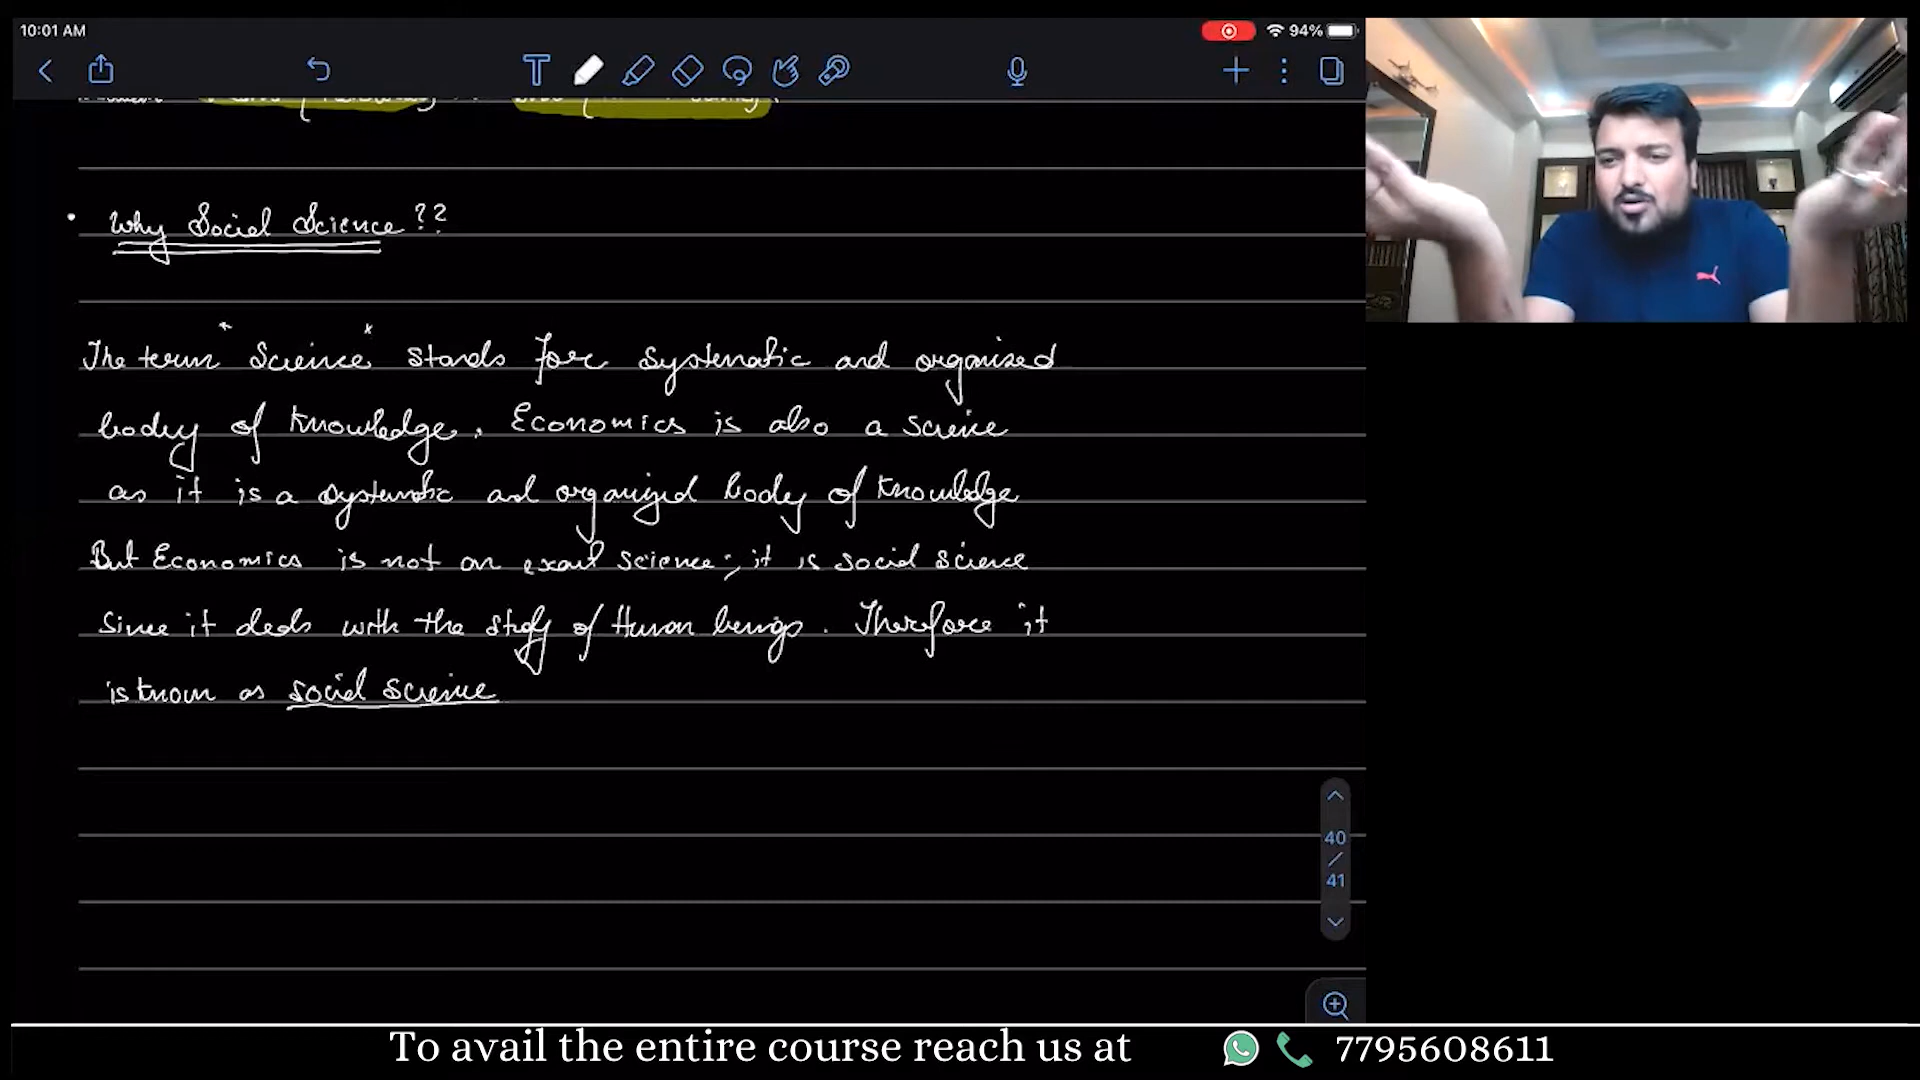 10:01 AM
94%
• Why Social Science ??
The term "Science" stands for systematic and organised
body of knowledge. Economics is also a science
as it is a systematic and organized body of knowledge
But Economics is not an exact science; it is social science
Since it deals with the study of Human beings. Therefore it
is known as social science
40
/
41
To avail the entire course reach us at 7795608611